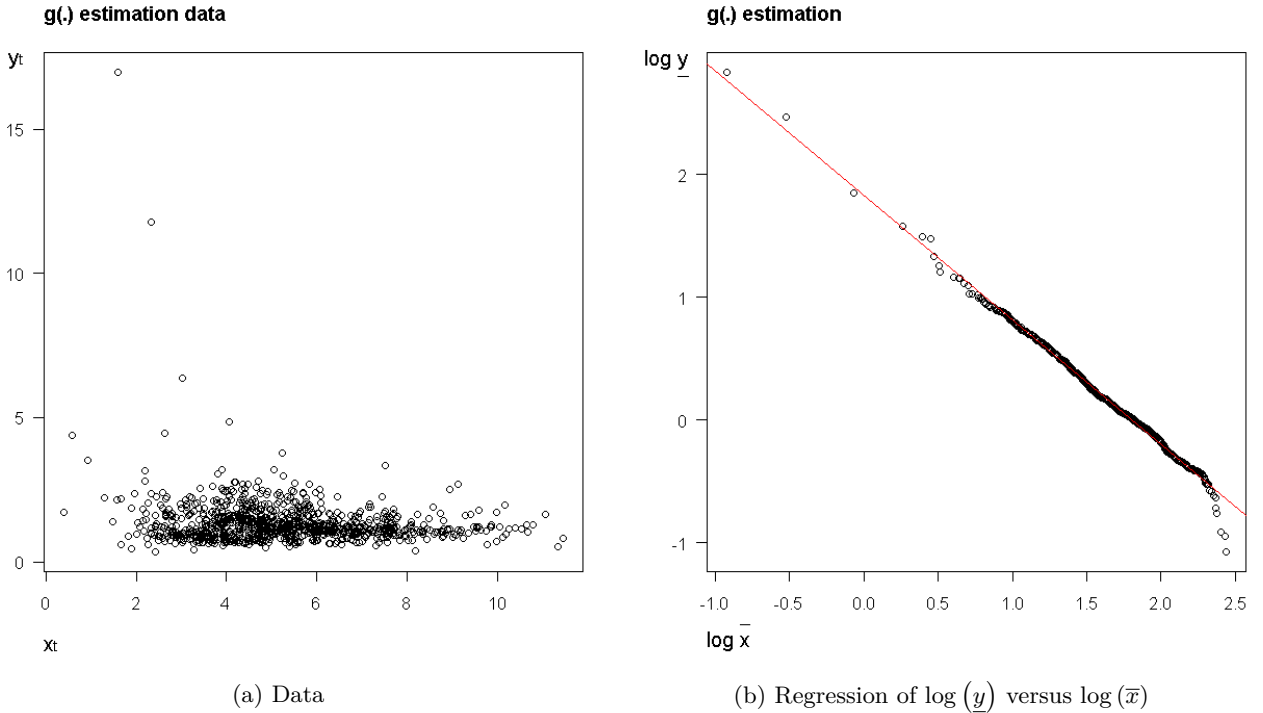 g(.) estimation data
yt
15
10
5
0
0 2 4 6 8 10
xt
(a) Data
g(.) estimation
log y
2
1
0
-1
-1.0 -0.5 0.0 0.5 1.0 1.5 2.0 2.5
log x̅
(b) Regression of log (y̲) versus log (x̅)